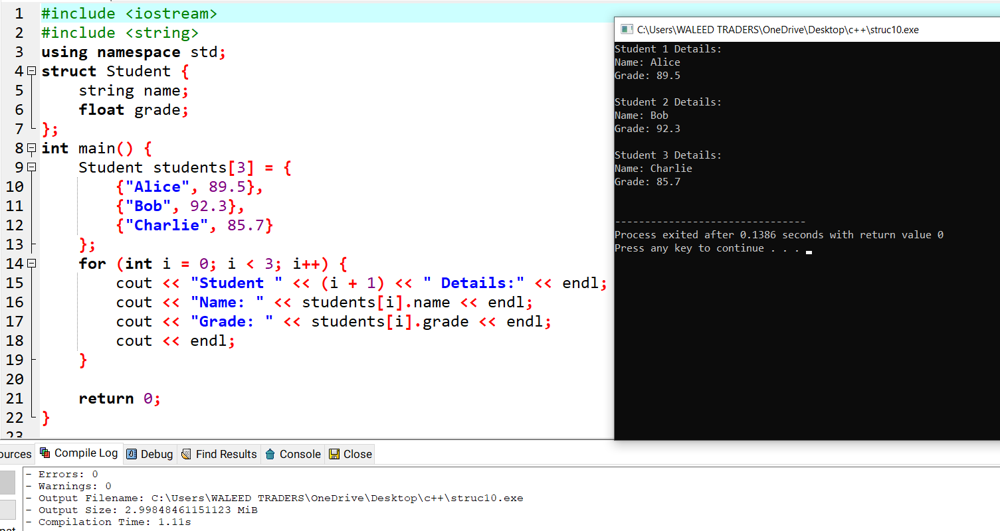 1 #include <iostream>
2 #include <string>
3 using namespace std;
4 struct Student {
5     string name;
6     float grade;
7 };
8 int main() {
9     Student students[3] = {
10         {"Alice", 89.5},
11         {"Bob", 92.3},
12         {"Charlie", 85.7}
13     };
14     for (int i = 0; i < 3; i++) {
15         cout << "Student " << (i + 1) << " Details:" << endl;
16         cout << "Name: " << students[i].name << endl;
17         cout << "Grade: " << students[i].grade << endl;
18         cout << endl;
19     }
20
21     return 0;
22 }
23
C:\Users\WALEED TRADERS\OneDrive\Desktop\c++\struc10.exe
Student 1 Details:
Name: Alice
Grade: 89.5

Student 2 Details:
Name: Bob
Grade: 92.3

Student 3 Details:
Name: Charlie
Grade: 85.7

--------------------------------
Process exited after 0.1386 seconds with return value 0
Press any key to continue . . .
Compile Log Debug Find Results Console Close
- Errors: 0
- Warnings: 0
- Output Filename: C:\Users\WALEED TRADERS\OneDrive\Desktop\c++\struc10.exe
- Output Size: 2.99848461151123 MiB
- Compilation Time: 1.11s